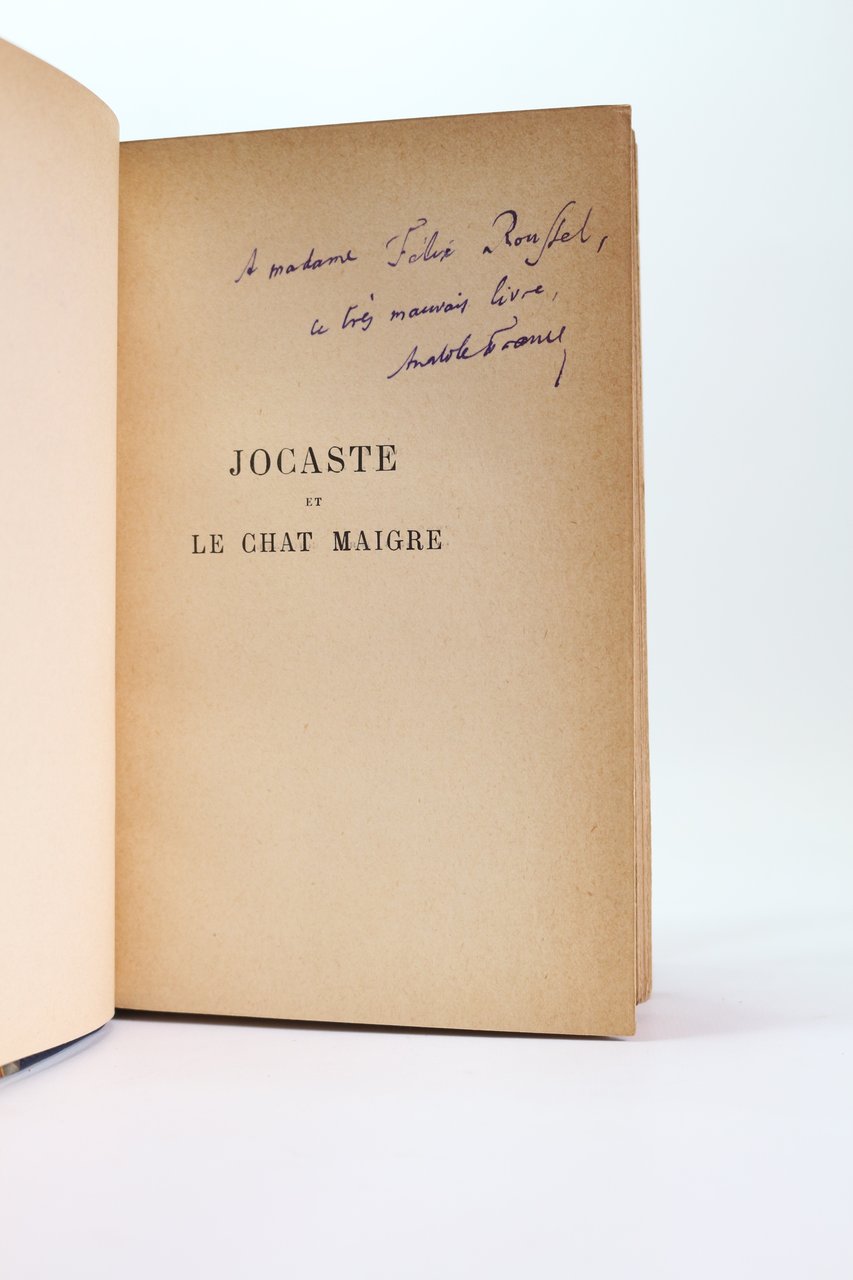 A madame Félix Roussel,
ce très mauvais livre,
Anatole France
JOCASTE
ET
LE CHAT MAIGRE